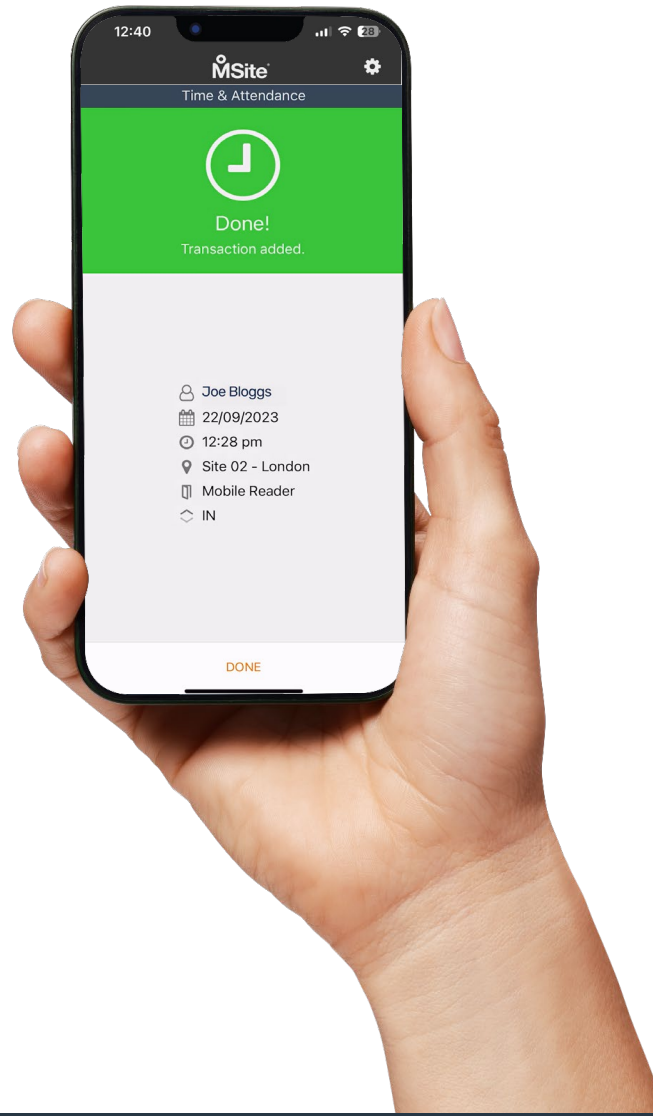 12:40
28
MSite
Time & Attendance
Done!
Transaction added.
Joe Bloggs
22/09/2023
12:28 pm
Site 02 - London
Mobile Reader
IN
DONE